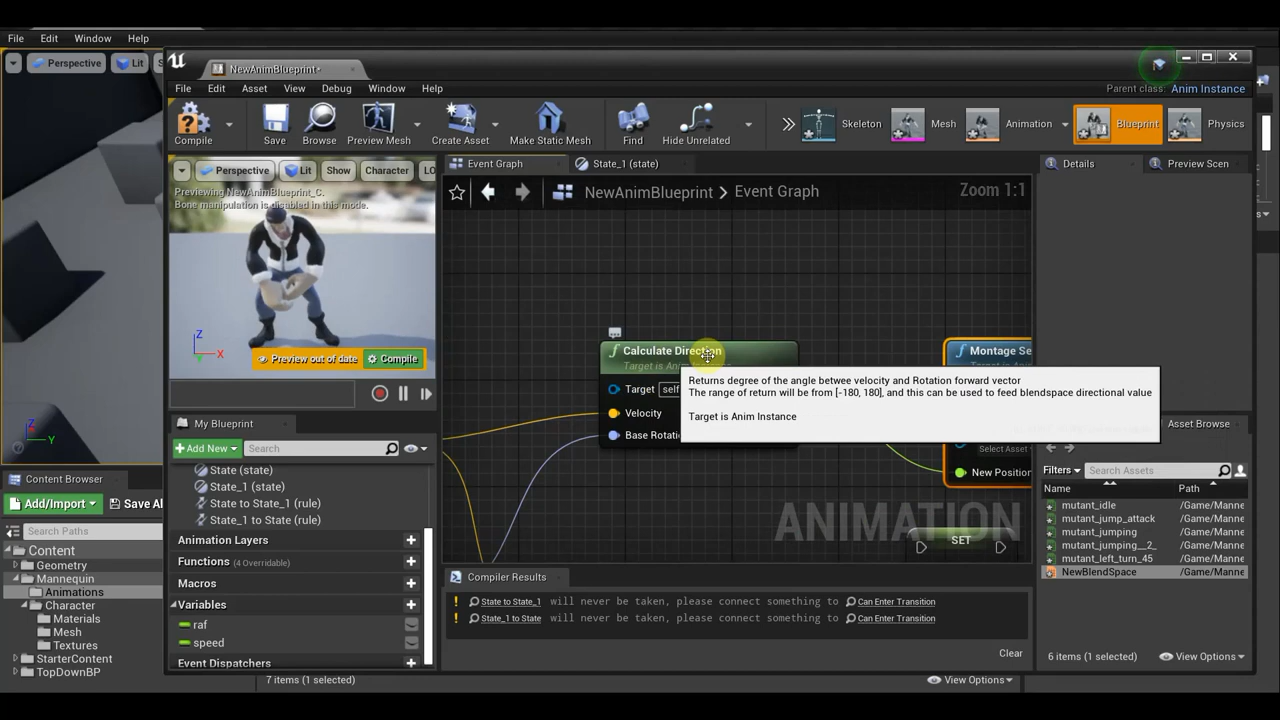 File Edit Window Help
Perspective Lit
NewAnimBlueprint*
File Edit Asset View Debug Window Help
Parent class: Anim Instance
Compile Save Browse Preview Mesh Create Asset Make Static Mesh Find Hide Unrelated Skeleton Mesh Animation Blueprint Physics
Perspective Lit Show Character LO
Previewing NewAnimBlueprint_C.
Bone manipulation is disabled in this mode.
Z
X
Y
Preview out of date Compile
Event Graph State_1 (state)
NewAnimBlueprint > Event Graph Zoom 1:1
Calculate Direction
Target is Anim
Target self
Velocity
Base Rotati
Montage Se
Select Asset
New Position
Returns degree of the angle betwee velocity and Rotation forward vector
The range of return will be from [-180, 180], and this can be used to feed blendspace directional value
Target is Anim Instance
ANIMATION
SET
Details Preview Scen
My Blueprint
Add New Search
State (state)
State_1 (state)
State to State_1 (rule)
State_1 to State (rule)
Animation Layers
Functions (4 Overridable)
Macros
Variables
raf
speed
Event Dispatchers
Compiler Results
State to State_1 will never be taken, please connect something to Can Enter Transition
State_1 to State will never be taken, please connect something to Can Enter Transition
Clear
Asset Browse
Filters Search Assets
Name Path
mutant_idle /Game/Manne
mutant_jump_attack /Game/Manne
mutant_jumping /Game/Manne
mutant_jumping__2_ /Game/Manne
mutant_left_turn_45 /Game/Manne
NewBlendSpace /Game/Manne
6 items (1 selected) View Options
Z
Y
Content Browser
Add/Import Save Al
Search Paths
Content
Geometry
Mannequin
Animations
Character
Materials
Mesh
Textures
StarterContent
TopDownBP
7 items (1 selected) View Options